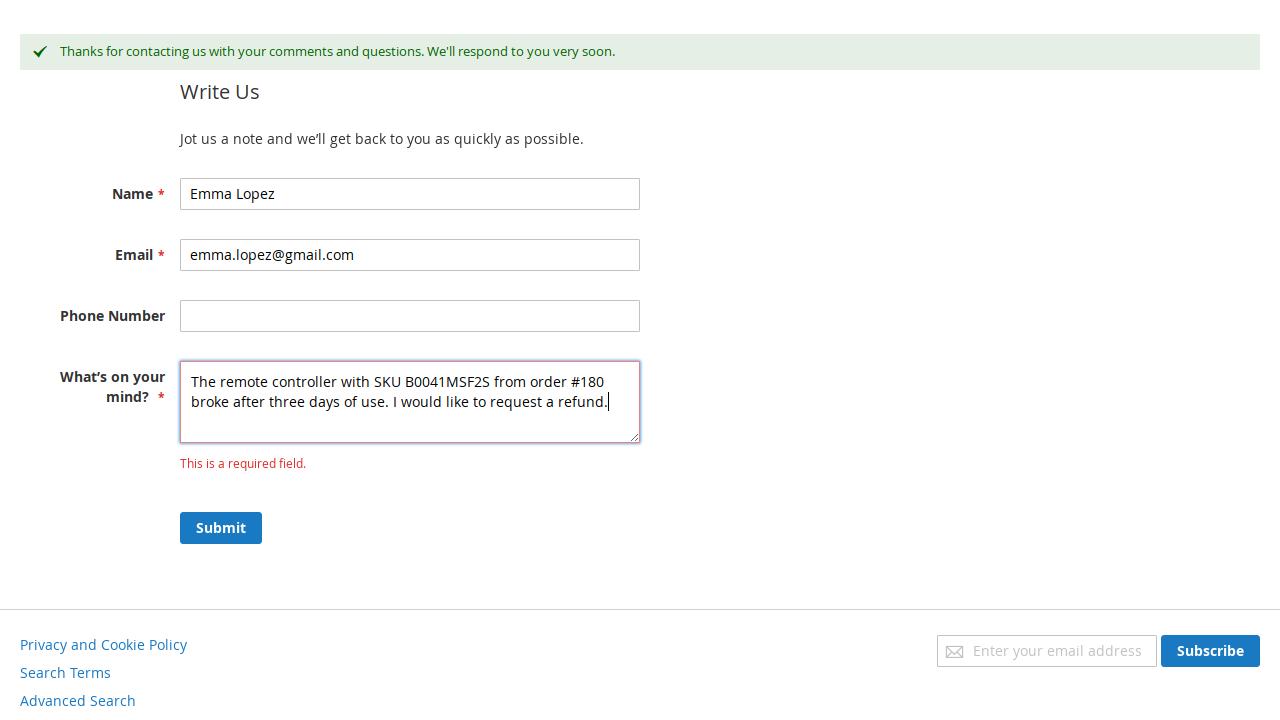 Thanks for contacting us with your comments and questions. We'll respond to you very soon.
Write Us
Jot us a note and we’ll get back to you as quickly as possible.
Name *
Emma Lopez
Email *
emma.lopez@gmail.com
Phone Number
What’s on your
mind? *
The remote controller with SKU B0041MSF2S from order #180
broke after three days of use. I would like to request a refund.
This is a required field.
Submit
Privacy and Cookie Policy
Search Terms
Advanced Search
Enter your email address
Subscribe